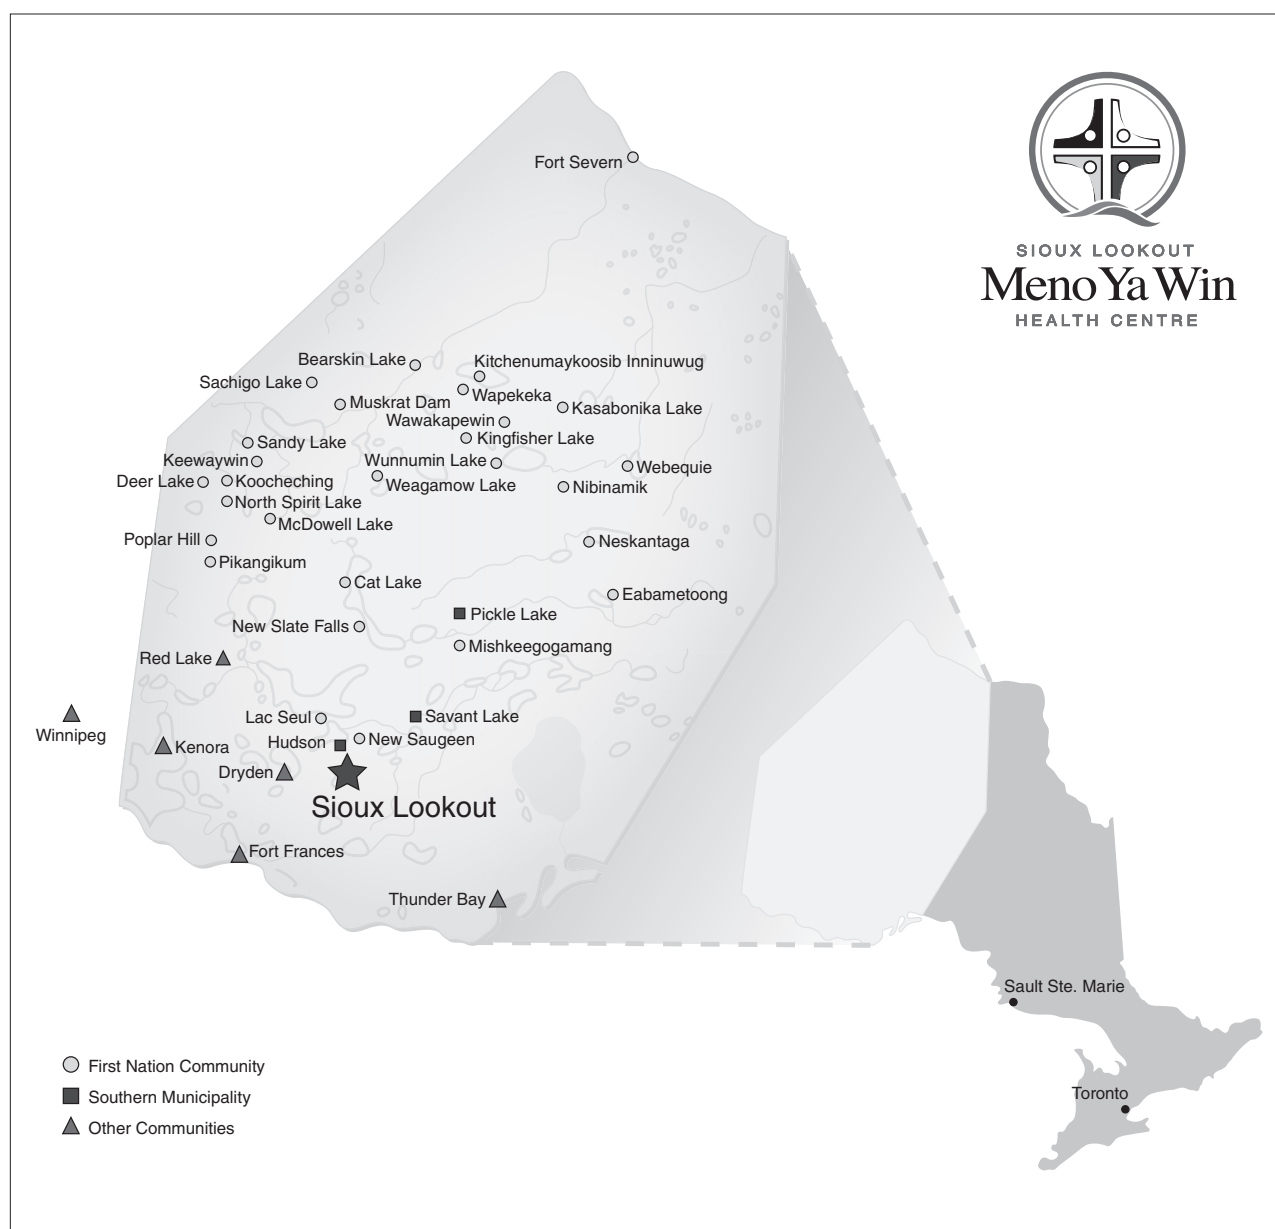 SIOUX LOOKOUT
Meno Ya Win
HEALTH CENTRE
Fort Severn
Bearskin Lake
Kitchenumaykoosib Inninuwug
Sachigo Lake
Wapekeka
Muskrat Dam
Kasabonika Lake
Wawakapewin
Kingfisher Lake
Sandy Lake
Keewaywin
Wunnumin Lake
Webequie
Deer Lake
Koocheching
Weagamow Lake
Nibinamik
North Spirit Lake
McDowell Lake
Poplar Hill
Neskantaga
Pikangikum
Cat Lake
Eabametoong
Pickle Lake
New Slate Falls
Mishkeegogamang
Red Lake
Lac Seul
Savant Lake
Winnipeg
Kenora
Hudson
New Saugeen
Dryden
Sioux Lookout
Fort Frances
Thunder Bay
Sault Ste. Marie
Toronto
First Nation Community
Southern Municipality
Other Communities